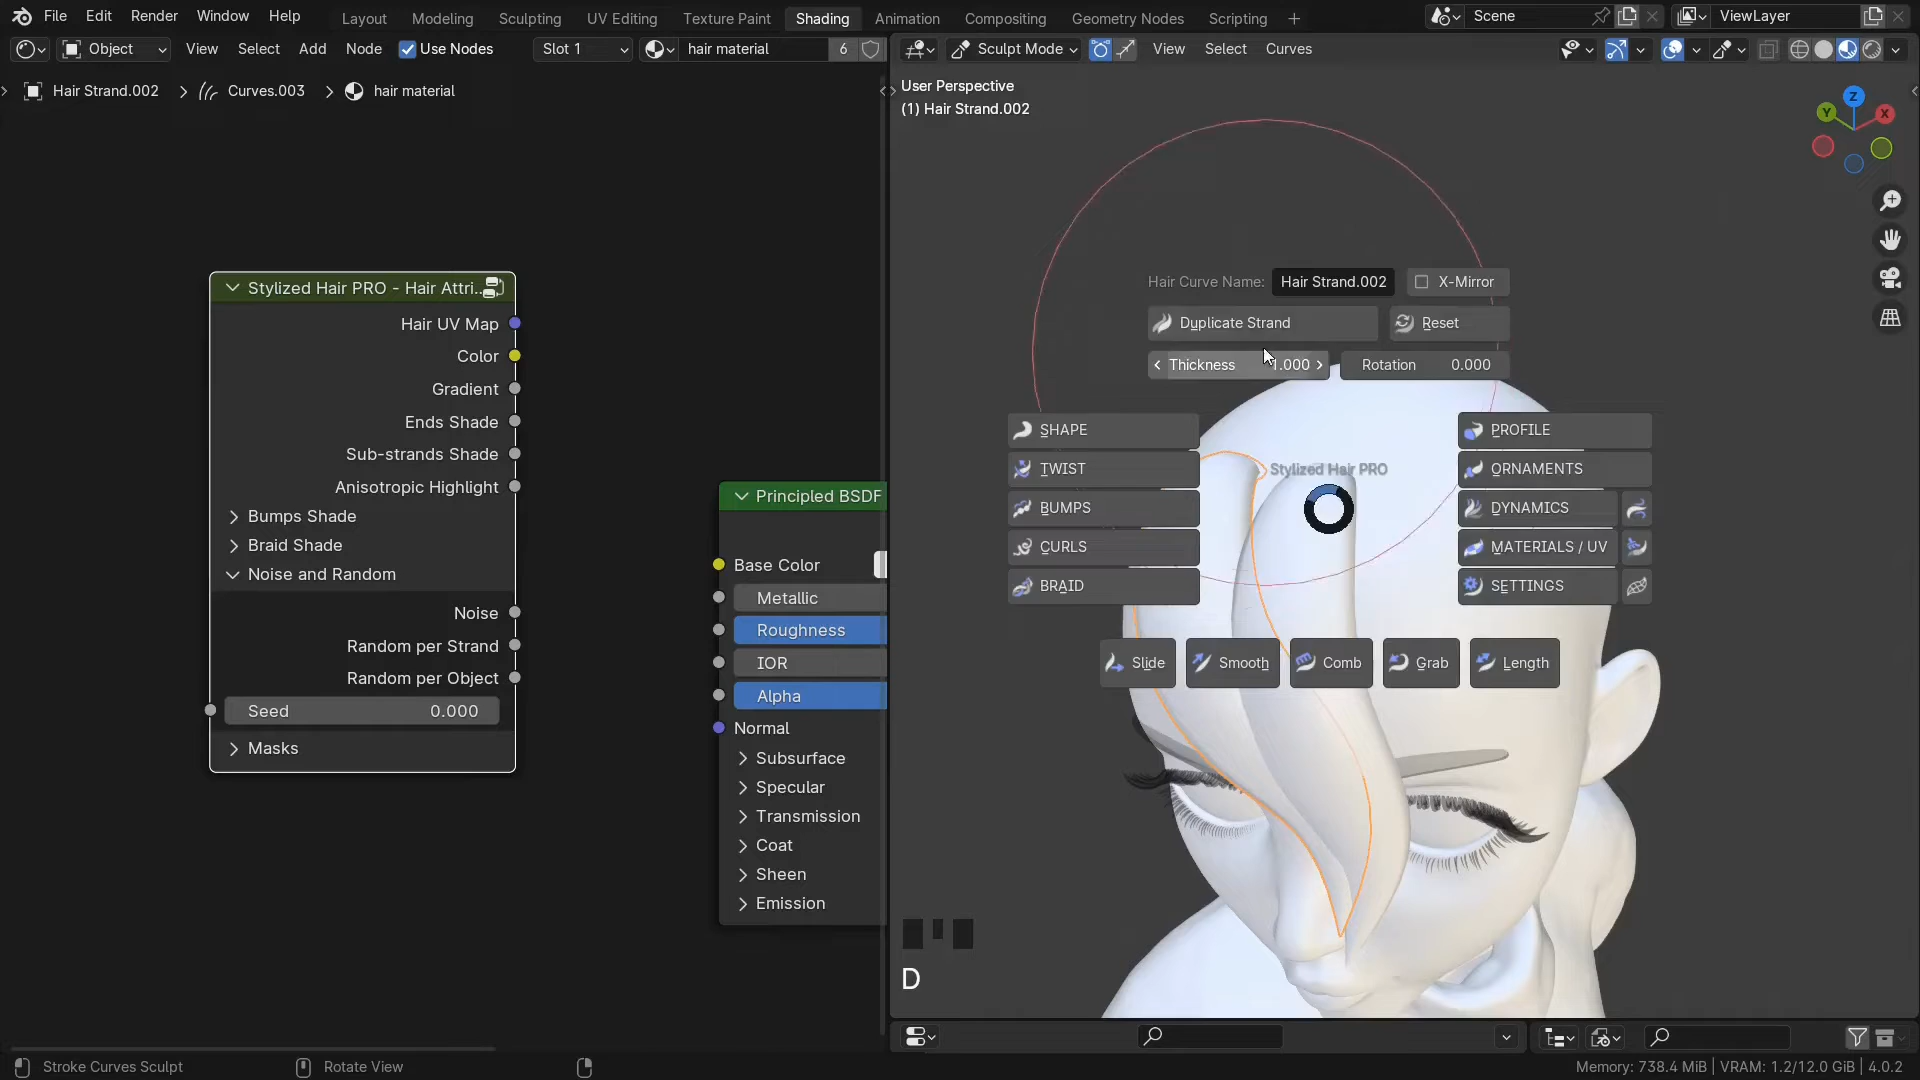 File Edit Render Window Help
Layout Modeling Sculpting UV Editing Texture Paint Shading Animation Compositing Geometry Nodes Scripting +
Scene
ViewLayer
Object View Select Add Node Use Nodes Slot 1 hair material 6
Sculpt Mode View Select Curves
Hair Strand.002 > Curves.003 > hair material
User Perspective
(1) Hair Strand.002
Z
Y
X
Stylized Hair PRO - Hair Attri..
Hair UV Map
Color
Gradient
Ends Shade
Sub-strands Shade
Anisotropic Highlight
Bumps Shade
Braid Shade
Noise and Random
Noise
Random per Strand
Random per Object
Seed 0.000
Masks
Principled BSDF
Base Color
Metallic
Roughness
IOR
Alpha
Normal
Subsurface
Specular
Transmission
Coat
Sheen
Emission
Hair Curve Name: Hair Strand.002 X-Mirror
Duplicate Strand Reset
Thickness 1.000 Rotation 0.000
SHAPE
TWIST
BUMPS
CURLS
BRAID
Stylized Hair PRO
PROFILE
ORNAMENTS
DYNAMICS
MATERIALS / UV
SETTINGS
Slide Smooth Comb Grab Length
D
Stroke Curves Sculpt Rotate View
Memory: 738.4 MiB | VRAM: 1.2/12.0 GiB | 4.0.2